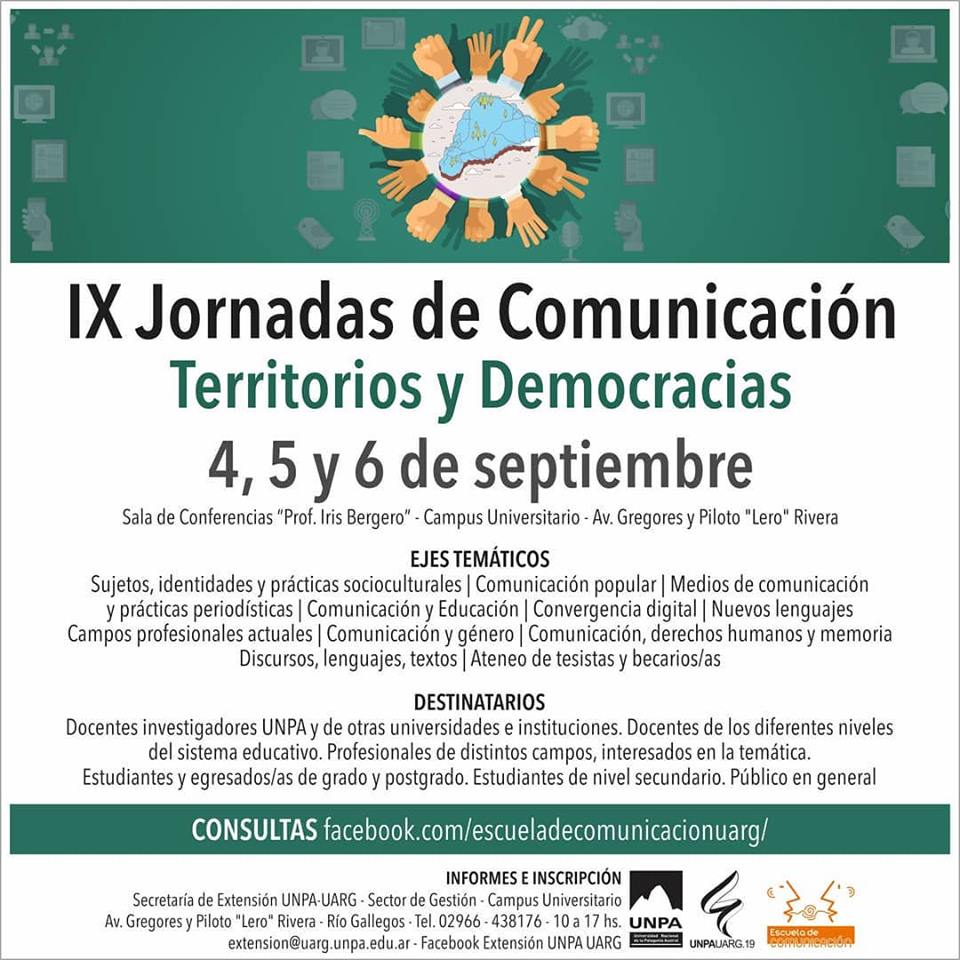 IX Jornadas de Comunicación
Territorios y Democracias
4, 5 y 6 de septiembre
Sala de Conferencias “Prof. Iris Bergero” - Campus Universitario - Av. Gregores y Piloto "Lero" Rivera
EJES TEMÁTICOS
Sujetos, identidades y prácticas socioculturales | Comunicación popular | Medios de comunicación
y prácticas periodísticas | Comunicación y Educación | Convergencia digital | Nuevos lenguajes
Campos profesionales actuales | Comunicación y género | Comunicación, derechos humanos y memoria
Discursos, lenguajes, textos | Ateneo de tesistas y becarios/as
DESTINATARIOS
Docentes investigadores UNPA y de otras universidades e instituciones. Docentes de los diferentes niveles
del sistema educativo. Profesionales de distintos campos, interesados en la temática.
Estudiantes y egresados/as de grado y postgrado. Estudiantes de nivel secundario. Público en general
CONSULTAS facebook.com/escueladecomunicacionuarg/
INFORMES E INSCRIPCIÓN
Secretaría de Extensión UNPA-UARG - Sector de Gestión - Campus Universitario
Av. Gregores y Piloto "Lero" Rivera - Río Gallegos - Tel. 02966 - 438176 - 10 a 17 hs.
extension@uarg.unpa.edu.ar - Facebook Extensión UNPA UARG
UNPA
Universidad Nacional
de la Patagonia Austral
UNPAUARG.19
Escuela de
comunicación